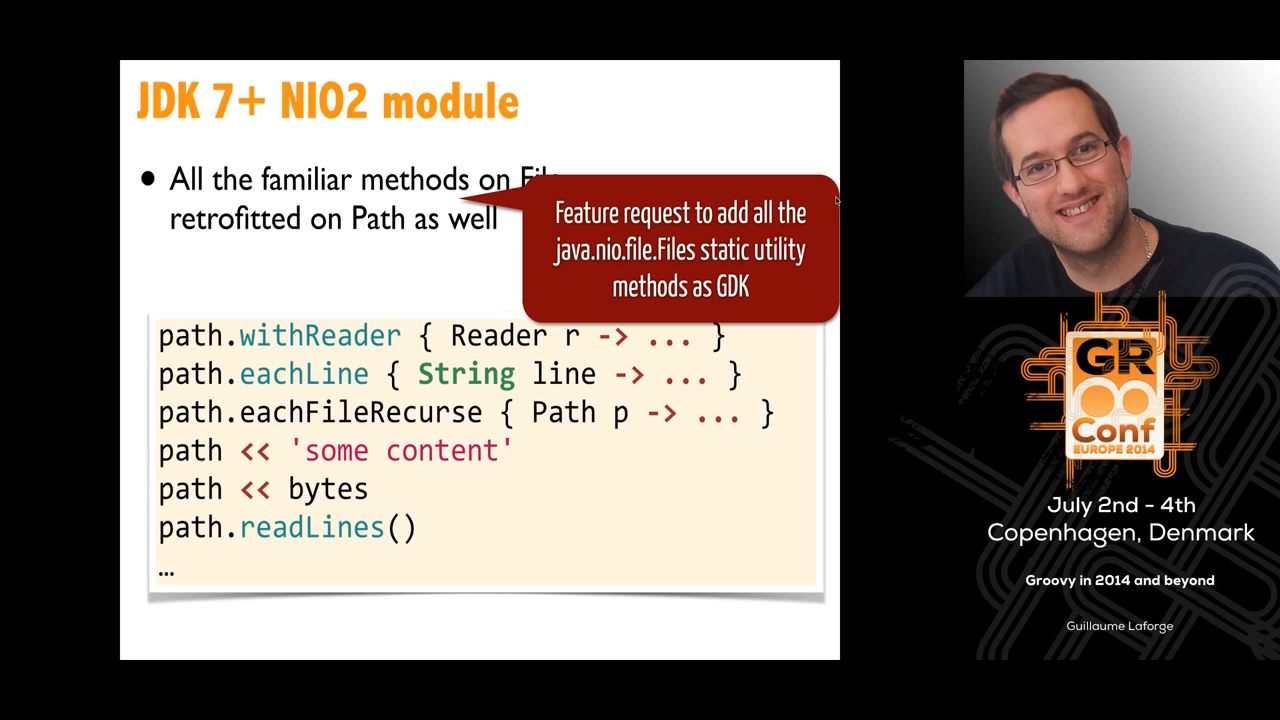 JDK 7+ NIO2 module
• All the familiar methods on File
retrofitted on Path as well
Feature request to add all the
java.nio.file.Files static utility
methods as GDK
path.withReader { Reader r -> ... }
path.eachLine { String line -> ... }
path.eachFileRecurse { Path p -> ... }
path << 'some content'
path << bytes
path.readLines()
…
GR
Conf
EUROPE 2014
July 2nd - 4th
Copenhagen, Denmark
Groovy in 2014 and beyond
Guillaume Laforge